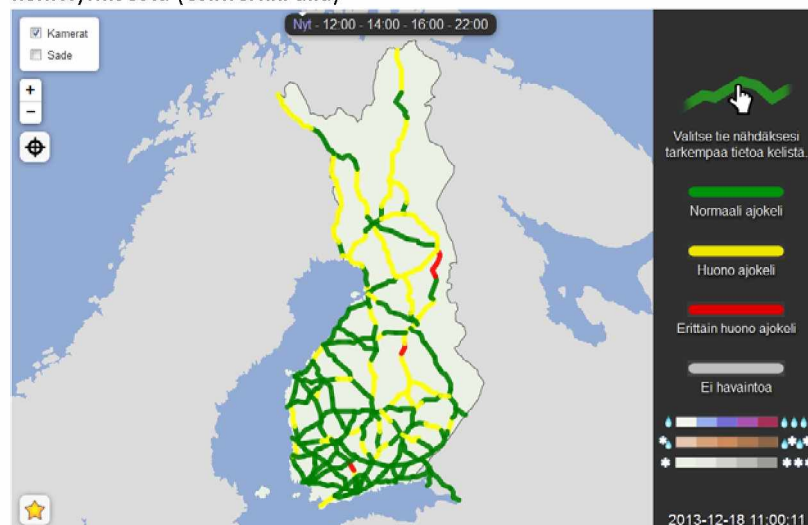 Nyt - 12:00 - 14:00 - 16:00 - 22:00
Kamerat
Sade
+
−
Valitse tie nähdäksesi
tarkempaa tietoa kelistä.
Normaali ajokeli
Huono ajokeli
Erittäin huono ajokeli
Ei havaintoa
2013-12-18 11:00:11